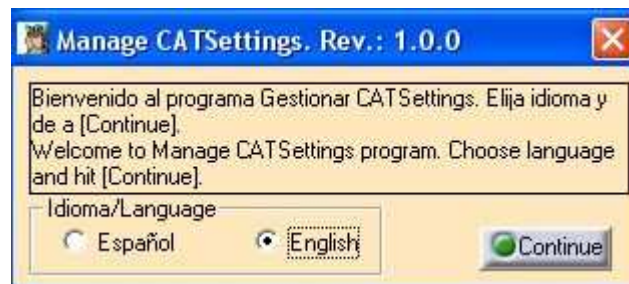 Manage CATSettings. Rev.: 1.0.0
Bienvenido al programa Gestionar CATSettings. Elija idioma y
de a [Continue].
Welcome to Manage CATSettings program. Choose language
and hit [Continue].
Idioma/Language
Español English
Continue